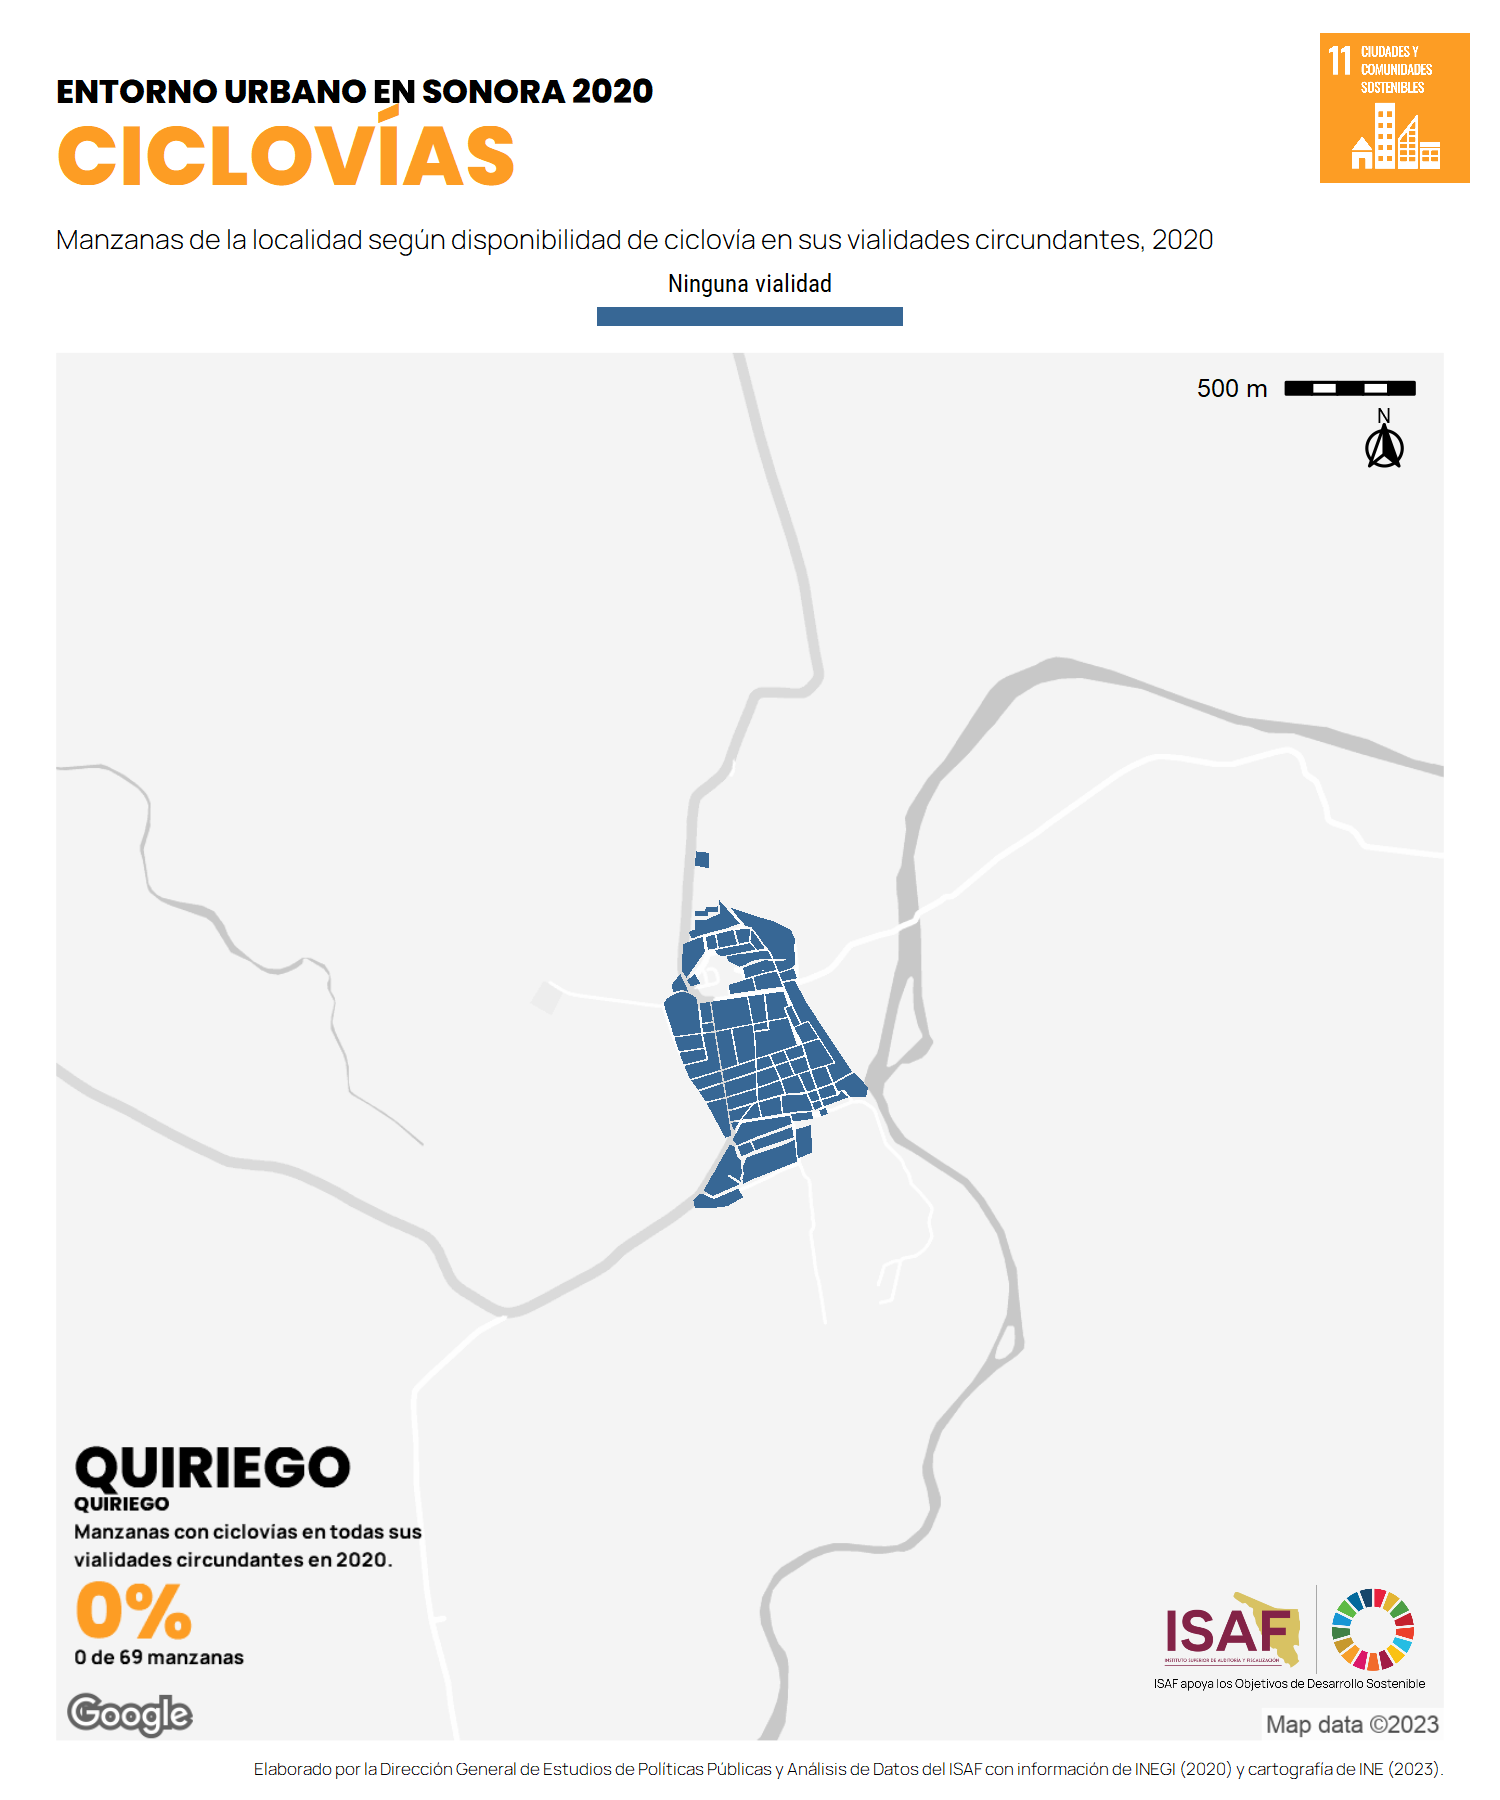 ENTORNO URBANO EN SONORA 2020
CICLOVÍAS
11 CIUDADES Y
COMUNIDADES
SOSTENIBLES
Manzanas de la localidad según disponibilidad de ciclovía en sus vialidades circundantes, 2020
Ninguna vialidad
500 m
N
QUIRIEGO
QUIRIEGO
Manzanas con ciclovias en todas sus
vialidades circundantes en 2020.
0%
0 de 69 manzanas
Google
ISAF
INSTITUTO SUPERIOR DE AUDITORÍA Y FISCALIZACIÓN
ISAF apoya los Objetivos de Desarrollo Sostenible
Map data ©2023
Elaborado por la Dirección General de Estudios de Políticas Públicas y Análisis de Datos del ISAF con información de INEGI (2020) y cartografía de INE (2023).